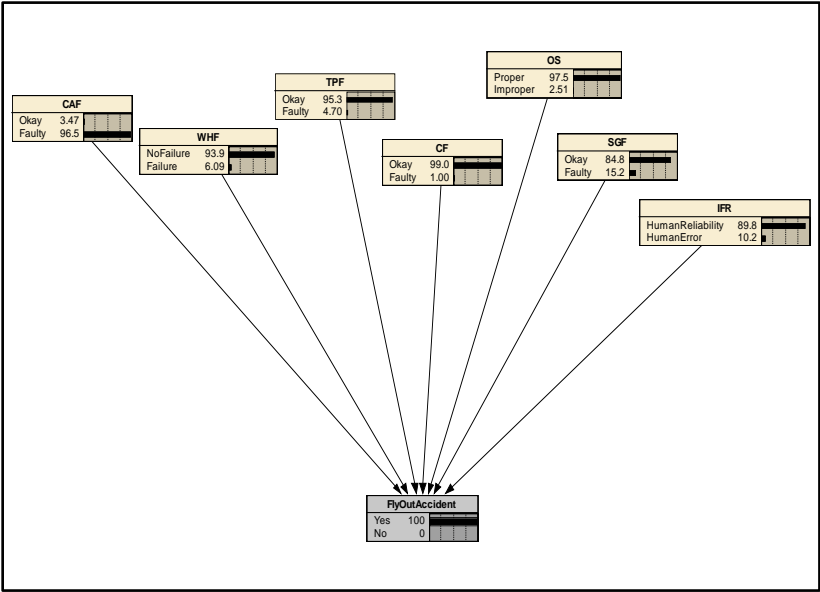 CAF
Okay 3.47
Faulty 96.5
WHF
NoFailure 93.9
Failure 6.09
TPF
Okay 95.3
Faulty 4.70
CF
Okay 99.0
Faulty 1.00
OS
Proper 97.5
Improper 2.51
SGF
Okay 84.8
Faulty 15.2
IFR
HumanReliability 89.8
HumanError 10.2
FlyOutAccident
Yes 100
No 0